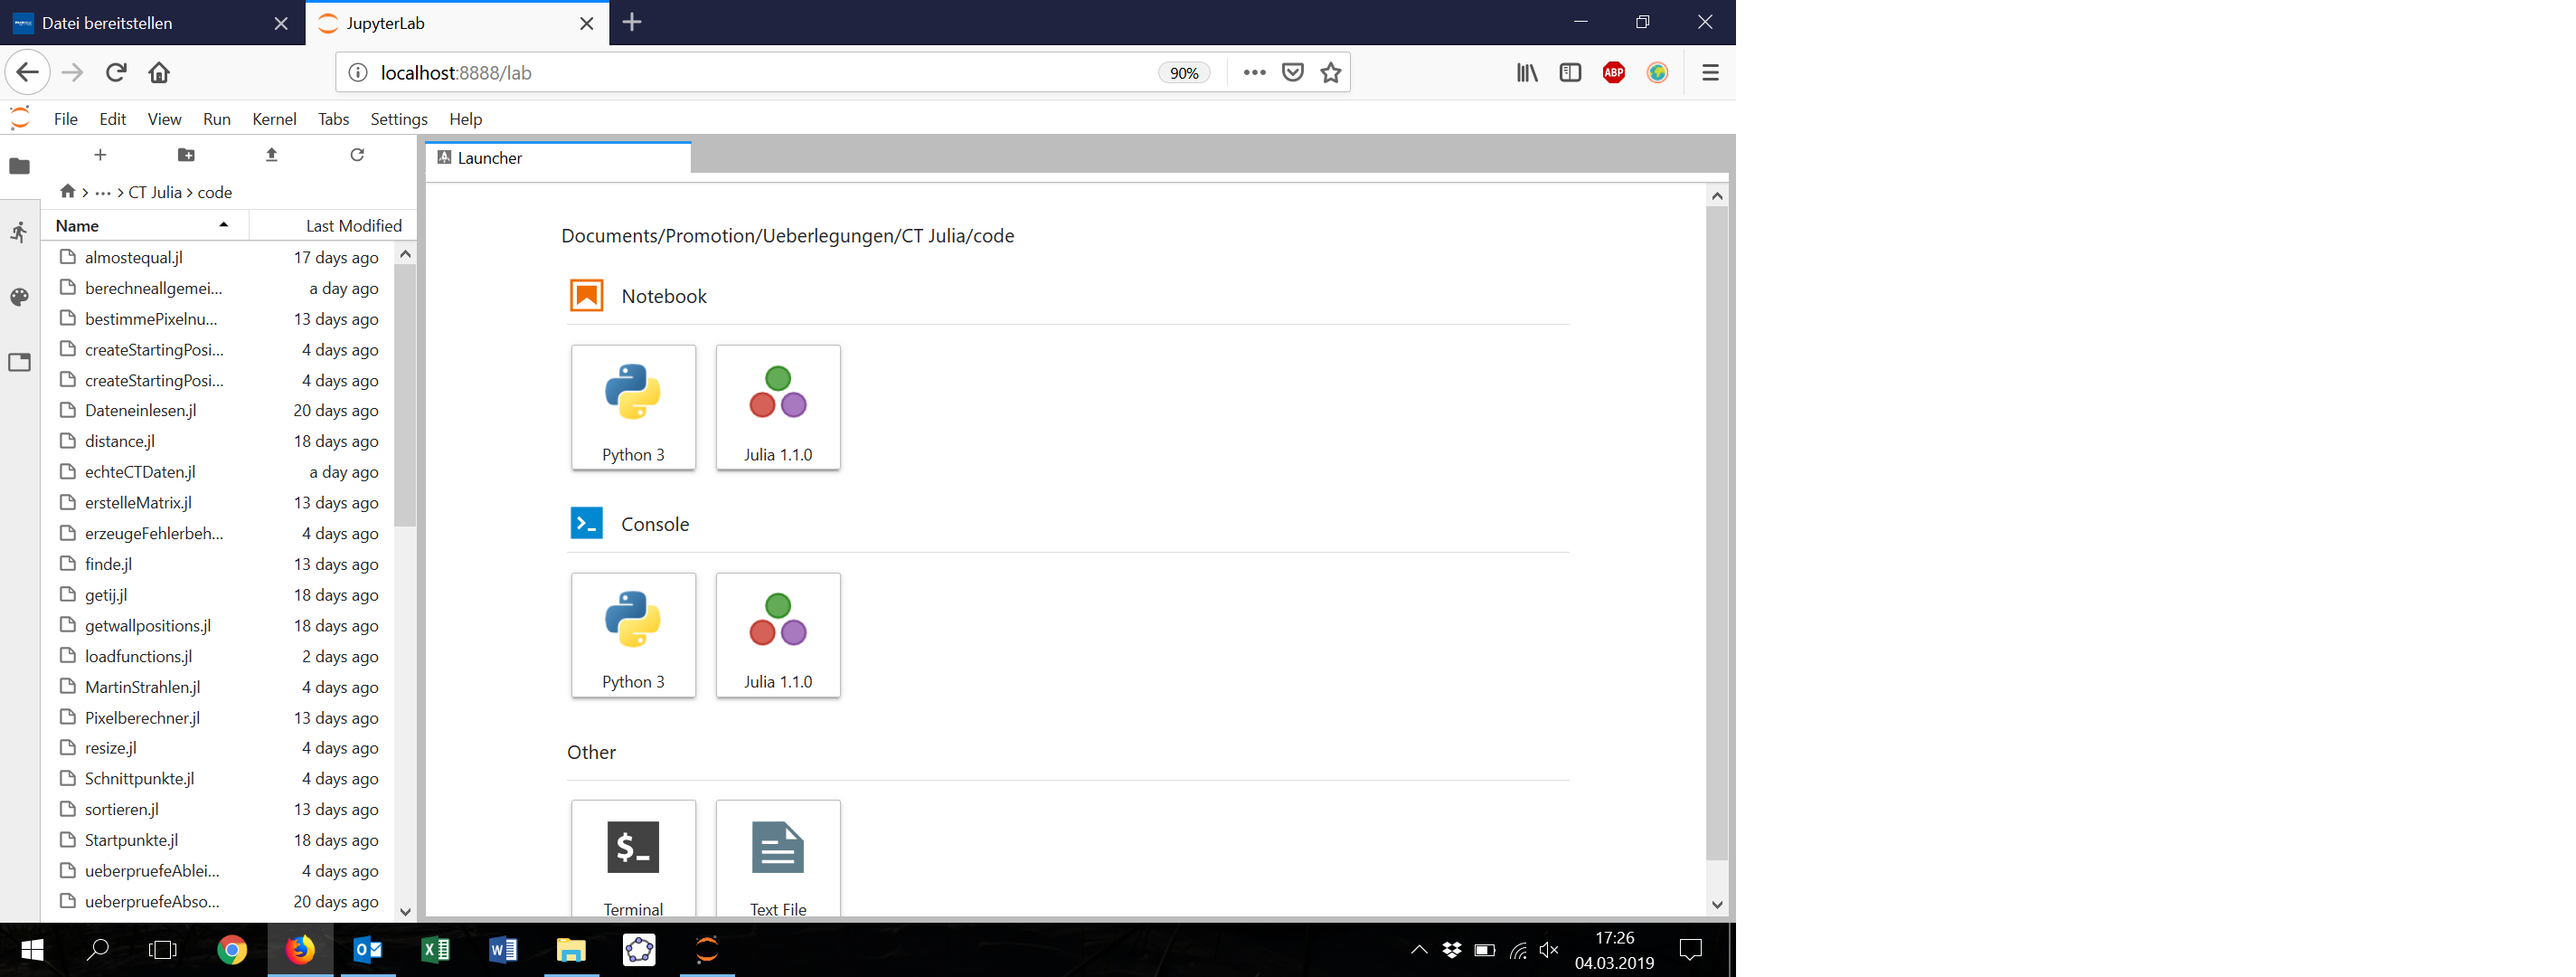 Datei bereitstellen
JupyterLab
localhost:8888/lab
90%
ABP
File Edit View Run Kernel Tabs Settings Help
··· > CT Julia > code
Name Last Modified
almostequal.jl 17 days ago
berechneallgemei... a day ago
bestimmePixelnu... 13 days ago
createStartingPosi... 4 days ago
createStartingPosi... 4 days ago
Dateneinlesen.jl 20 days ago
distance.jl 18 days ago
echteCTDaten.jl a day ago
erstelleMatrix.jl 13 days ago
erzeugeFehlerbeh... 4 days ago
finde.jl 13 days ago
getij.jl 18 days ago
getwallpositions.jl 18 days ago
loadfunctions.jl 2 days ago
MartinStrahlen.jl 4 days ago
Pixelberechner.jl 13 days ago
resize.jl 4 days ago
Schnittpunkte.jl 4 days ago
sortieren.jl 13 days ago
Startpunkte.jl 18 days ago
ueberpruefeAblei... 4 days ago
ueberpruefeAbso... 20 days ago
Launcher
Documents/Promotion/Ueberlegungen/CT Julia/code
Notebook
Python 3 Julia 1.1.0
Console
Python 3 Julia 1.1.0
Other
$_
Terminal Text File
17:26
04.03.2019